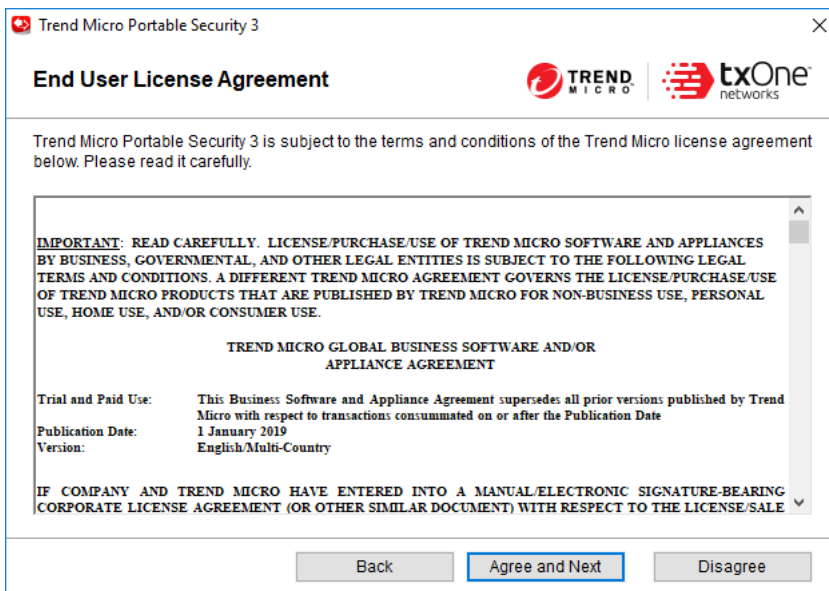 Trend Micro Portable Security 3
End User License Agreement
TREND
MICRO
txOne
networks
Trend Micro Portable Security 3 is subject to the terms and conditions of the Trend Micro license agreement
below. Please read it carefully.
IMPORTANT: READ CAREFULLY. LICENSE/PURCHASE/USE OF TREND MICRO SOFTWARE AND APPLIANCES
BY BUSINESS, GOVERNMENTAL, AND OTHER LEGAL ENTITIES IS SUBJECT TO THE FOLLOWING LEGAL
TERMS AND CONDITIONS. A DIFFERENT TREND MICRO AGREEMENT GOVERNS THE LICENSE/PURCHASE/USE
OF TREND MICRO PRODUCTS THAT ARE PUBLISHED BY TREND MICRO FOR NON-BUSINESS USE, PERSONAL
USE, HOME USE, AND/OR CONSUMER USE.
TREND MICRO GLOBAL BUSINESS SOFTWARE AND/OR
APPLIANCE AGREEMENT
Trial and Paid Use: This Business Software and Appliance Agreement supersedes all prior versions published by Trend
Micro with respect to transactions consummated on or after the Publication Date
Publication Date: 1 January 2019
Version: English/Multi-Country
IF COMPANY AND TREND MICRO HAVE ENTERED INTO A MANUAL/ELECTRONIC SIGNATURE-BEARING
CORPORATE LICENSE AGREEMENT (OR OTHER SIMILAR DOCUMENT) WITH RESPECT TO THE LICENSE/SALE
Back Agree and Next Disagree